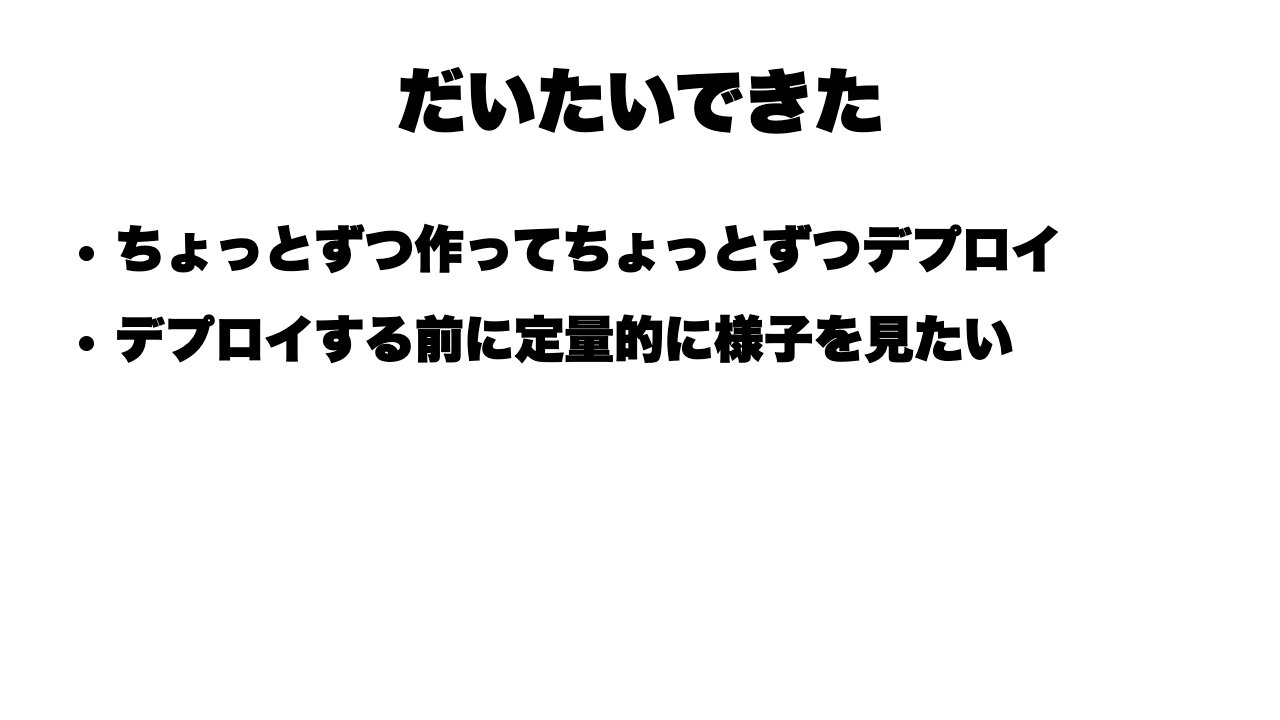 だいたいできた
• ちょっとずつ作ってちょっとずつデプロイ
• デプロイする前に定量的に様子を見たい